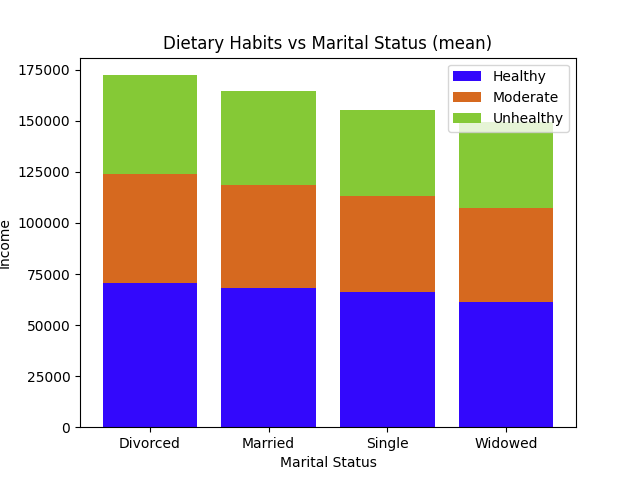 Dietary Habits vs Marital Status (mean)
Healthy
Moderate
Unhealthy
175000
150000
125000
100000
75000
50000
25000
0
Income
Divorced Married Single Widowed
Marital Status